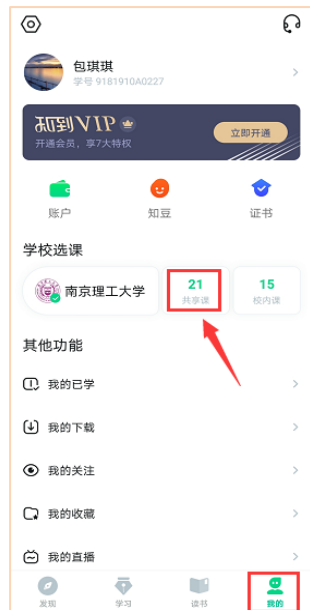 包琪琪
学号 9181910A0227
知到VIP
开通会员，享7大特权
立即开通
账户
知豆
证书
学校选课
南京理工大学
21
共享课
15
校内课
其他功能
我的已学
我的下载
我的关注
我的收藏
我的直播
发现
学习
读书
我的